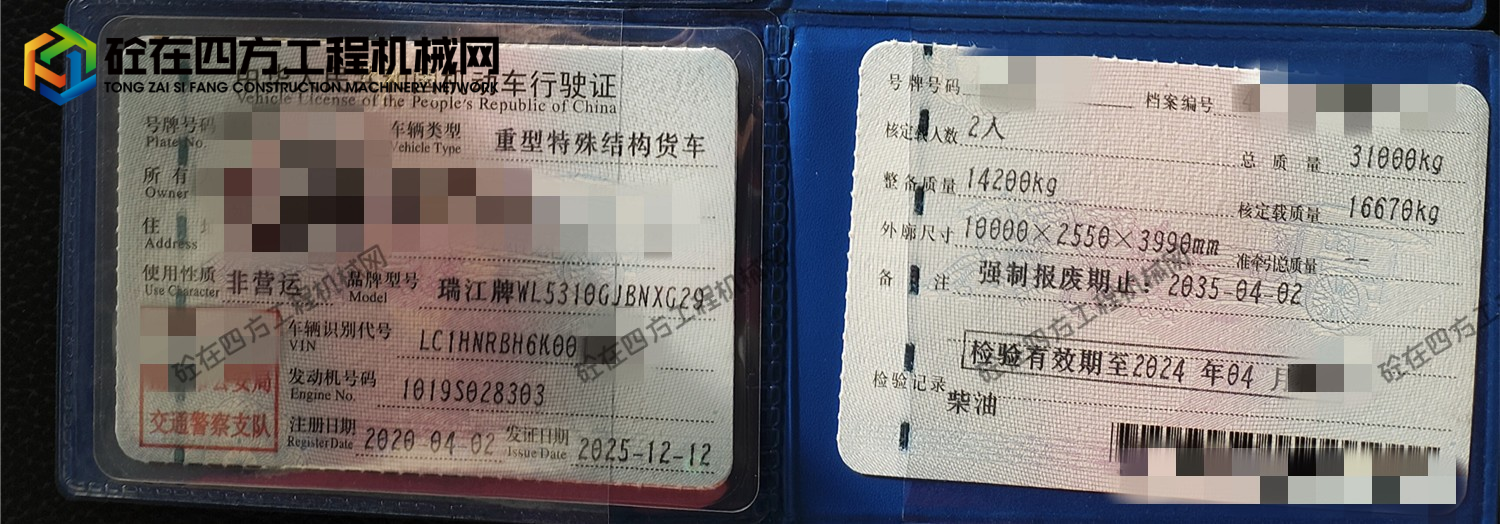 砼在四方工程机械网
TONG ZAI SI FANG CONSTRUCTION MACHINERY NETWORK
机动车行驶证
Vehicle License of the People's Republic of China
号牌号码
Plate No.
车辆类型
Vehicle Type
重型特殊结构货车
所有
Owner
住
Address
使用性质
Use Character
非营运
品牌型号
Model
瑞江牌WL5310GJBNXG29
车辆识别代号
VIN
LC1HNRBH6K00
发动机号码
Engine No.
1019S028303
公安局
交通警察支队
注册日期
Register Date
2020-04-02
发证日期
Issue Date
2025-12-12
号牌号码
档案编号
核定载人数 2人
总质量 31000kg
整备质量 14200kg
核定载质量 16670kg
外廓尺寸 10000×2550×3990mm
准牵引总质量 --
备注 强制报废期止：2035-04-02
检验有效期至2024 年04 月
检验记录
柴油
砼在四方工程机械网
砼在四方工程机械网
砼在四方工程机械网